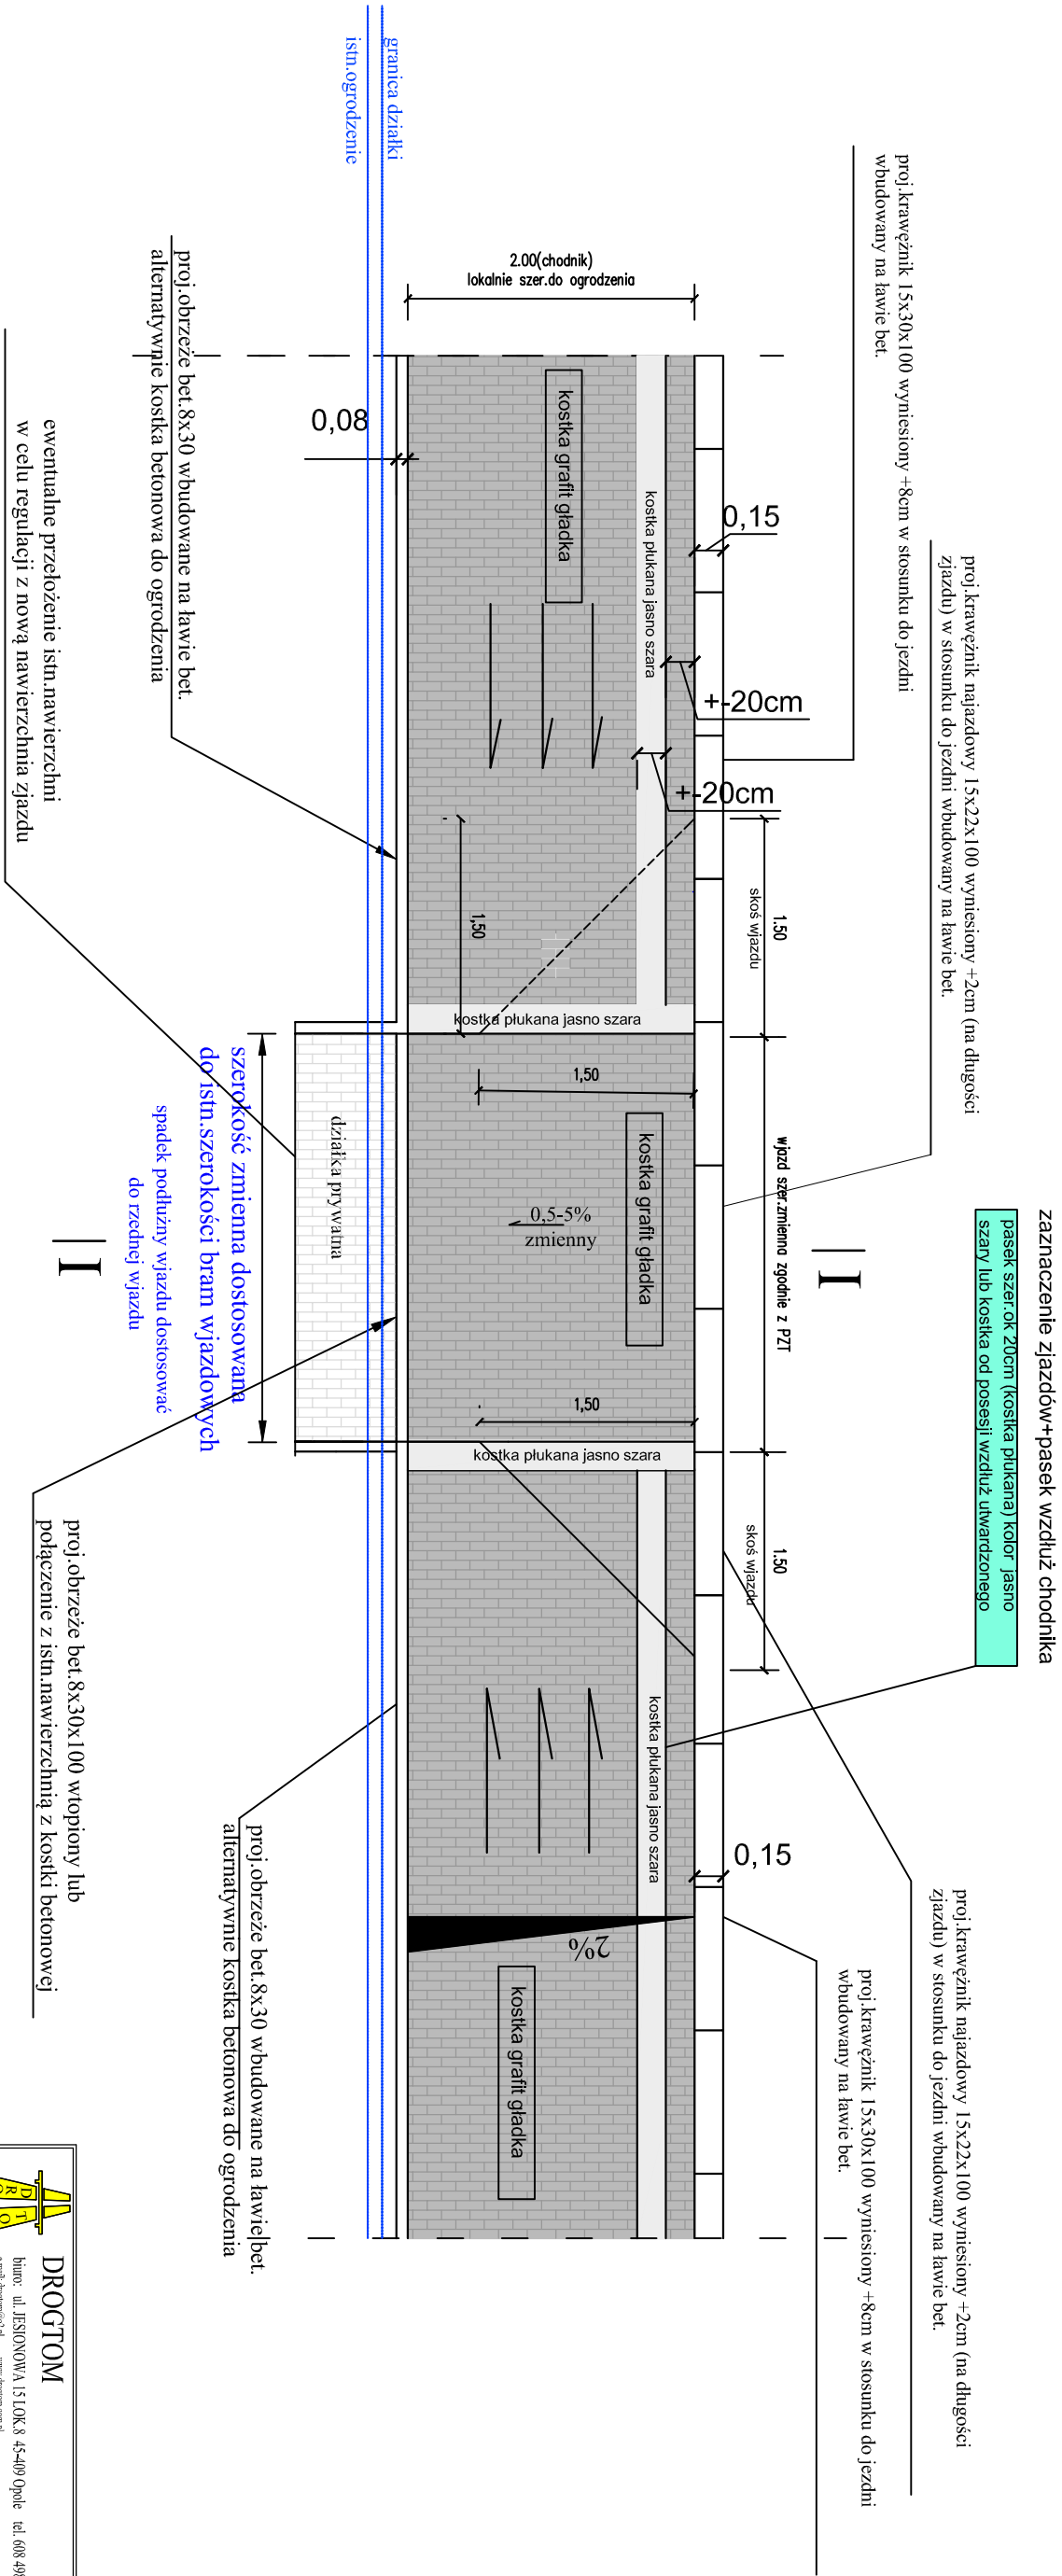 zaznaczenie zjazdów+pasek wzdłuż chodnika
pasek szer.ok 20cm (kostka płukana) kolor jasno
szary lub kostka od posesji wzdłuż utwardzonego
proj.krawężnik najazdowy 15x22x100 wyniesiony +2cm (na długości
zjazdu) w stosunku do jezdni wbudowany na ławie bet.
proj.krawężnik 15x30x100 wyniesiony +8cm w stosunku do jezdni
wbudowany na ławie bet.
proj.krawężnik najazdowy 15x22x100 wyniesiony +2cm (na długości
zjazdu) w stosunku do jezdni wbudowany na ławie bet.
proj.krawężnik 15x30x100 wyniesiony +8cm w stosunku do jezdni
wbudowany na ławie bet.
I
1.50
skoś wjazdu
wjazd szer.zmienna zgodnie z PZT
1.50
skoś wjazdu
0,15
+-20cm
+-20cm
0,15
2.00(chodnik)
lokalnie szer.do ogrodzenia
kostka płukana jasno szara
kostka płukana jasno szara
kostka grafit gładka
kostka grafit gładka
kostka grafit gładka
kostka płukana jasno szara
kostka płukana jasno szara
1,50
1,50
1,50
0,5-5%
zmienny
2%
0,08
granica działki
istn.ogrodzenie
działka prywatna
szerokość zmienna dostosowana
do istn.szerokości bram wjazdowych
spadek podłużny wjazdu dostosować
do rzednej wjazdu
I
proj.obrzeże bet.8x30 wbudowane na ławie bet.
alternatywnie kostka betonowa do ogrodzenia
proj.obrzeże bet.8x30 wbudowane na ławie bet.
alternatywnie kostka betonowa do ogrodzenia
ewentualne przełożenie istn.nawierzchni
w celu regulacji z nową nawierzchnia zjazdu
proj.obrzeże bet.8x30x100 wtopiony lub
połączenie z istn.nawierzchnią z kostki betonowej
DROGTOM
biuro: ul. JESIONOWA 15 LOK.8 45-409 Opole tel. 608 498